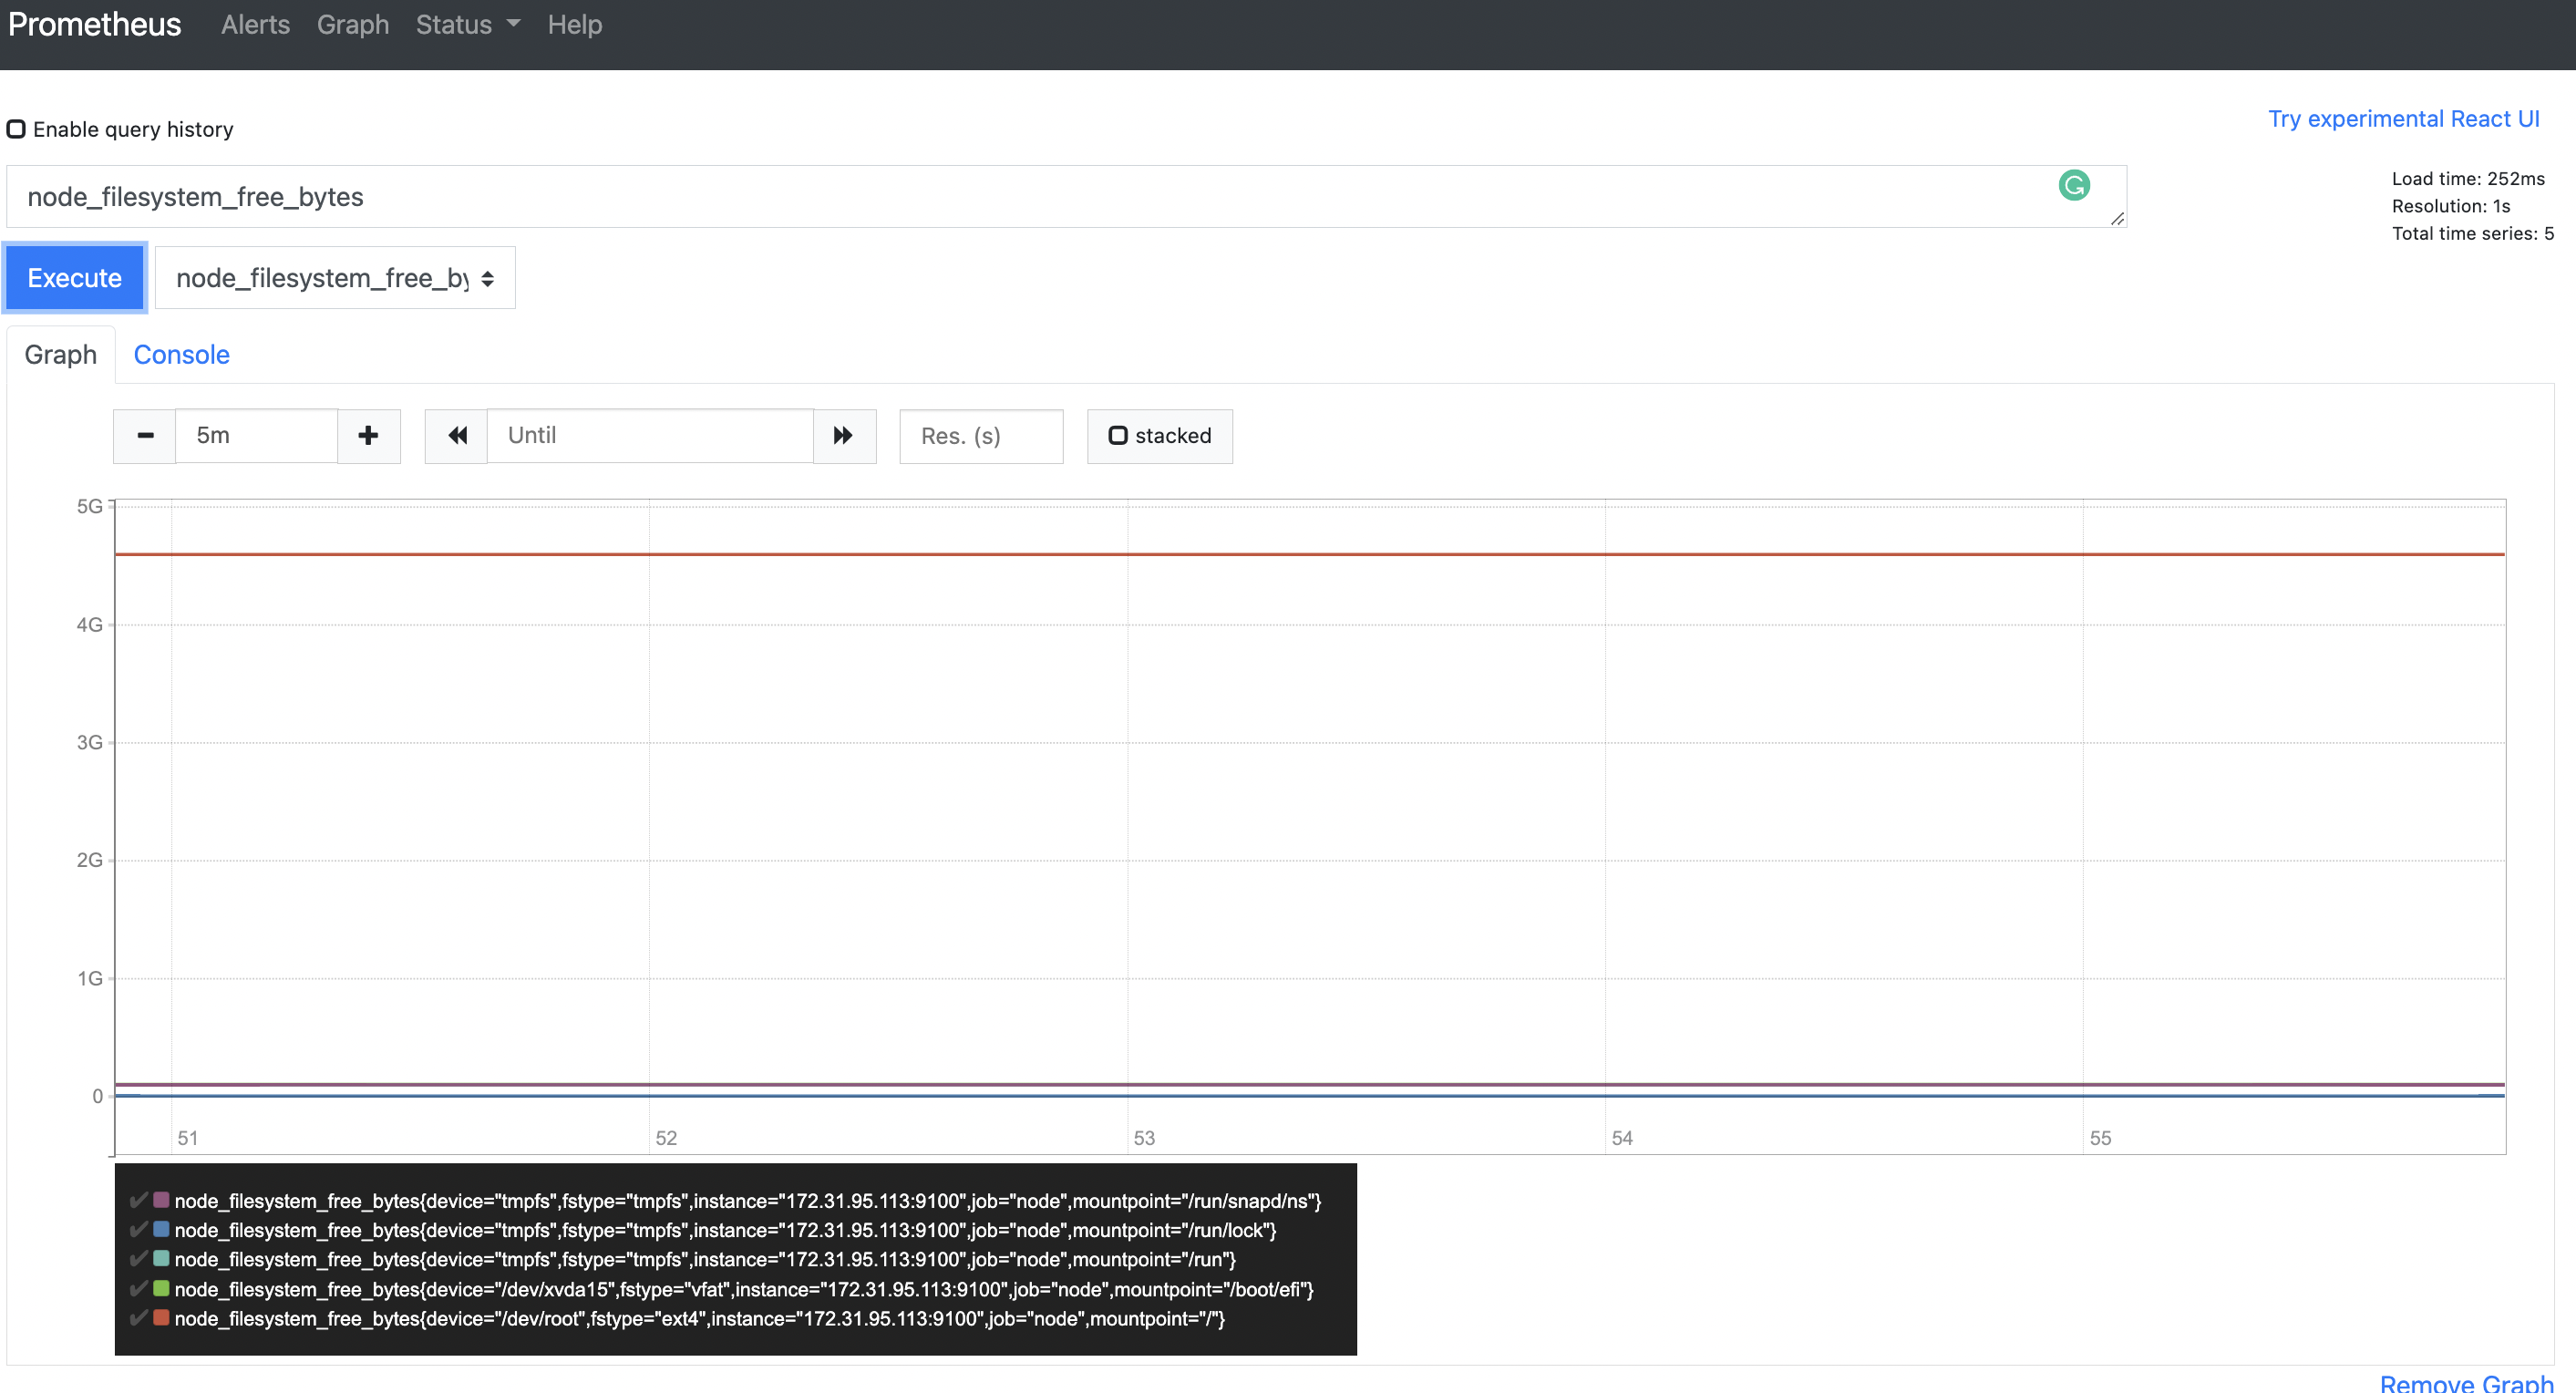 Prometheus Alerts Graph Status Help
Try experimental React UI
Enable query history
node_filesystem_free_bytes
Load time: 252ms
Resolution: 1s
Total time series: 5
Execute node_filesystem_free_by
Graph Console
5m Until Res. (s) stacked
5G
4G
3G
2G
1G
0
51 52 53 54 55
node_filesystem_free_bytes{device="tmpfs",fstype="tmpfs",instance="172.31.95.113:9100",job="node",mountpoint="/run/snapd/ns"}
node_filesystem_free_bytes{device="tmpfs",fstype="tmpfs",instance="172.31.95.113:9100",job="node",mountpoint="/run/lock"}
node_filesystem_free_bytes{device="tmpfs",fstype="tmpfs",instance="172.31.95.113:9100",job="node",mountpoint="/run"}
node_filesystem_free_bytes{device="/dev/xvda15",fstype="vfat",instance="172.31.95.113:9100",job="node",mountpoint="/boot/efi"}
node_filesystem_free_bytes{device="/dev/root",fstype="ext4",instance="172.31.95.113:9100",job="node",mountpoint="/"}
Remove Graph